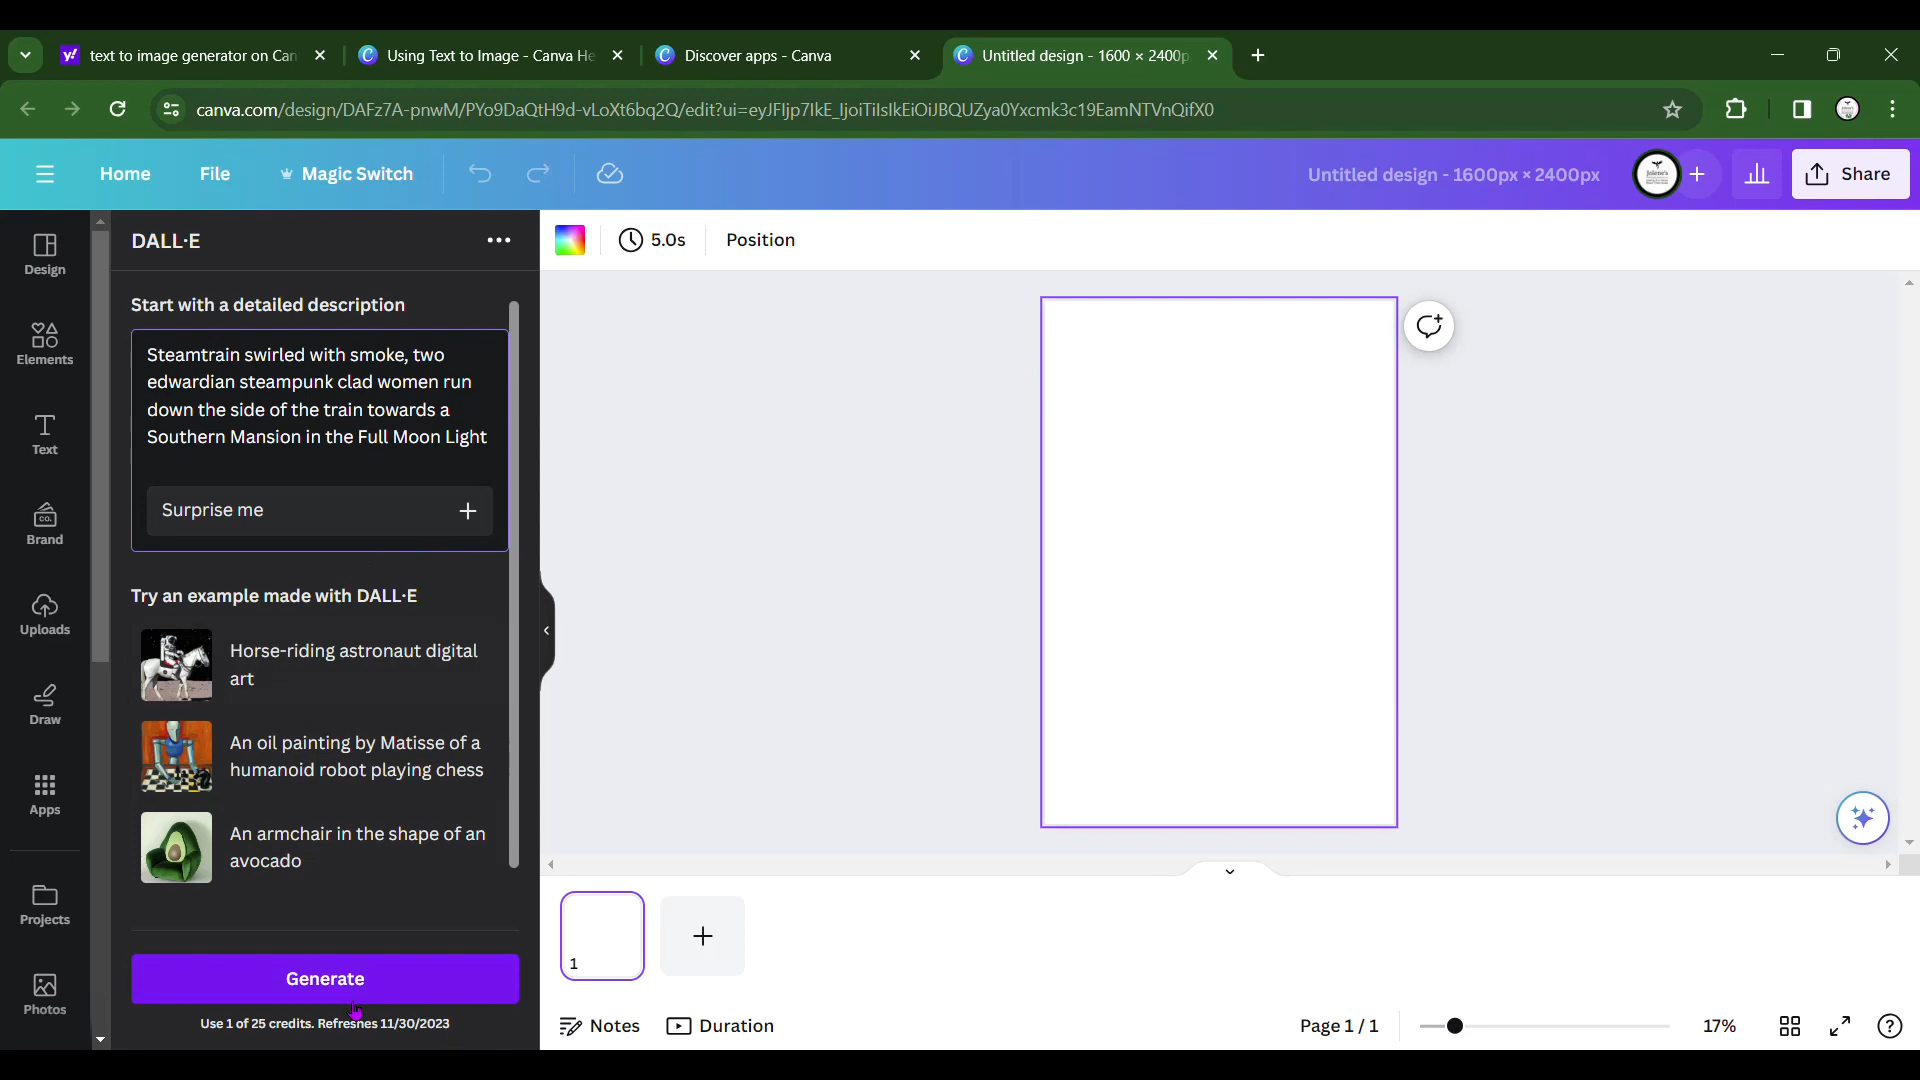 text to image generator on Can
Using Text to Image - Canva He
Discover apps - Canva
Untitled design - 1600 × 2400p
canva.com/design/DAFz7A-pnwM/PYo9DaQtH9d-vLoXt6bq2Q/edit?ui=eyJFIjp7IkE_IjoiTiIsIkEiOiJBQUZya0Yxcmk3c19EamNTVnQifX0
Home
File
Magic Switch
Untitled design - 1600px × 2400px
Share
Design
Elements
Text
Brand
Uploads
Draw
Apps
Projects
Photos
DALL·E
Start with a detailed description
Steamtrain swirled with smoke, two
edwardian steampunk clad women run
down the side of the train towards a
Southern Mansion in the Full Moon Light
Surprise me
Try an example made with DALL·E
Horse-riding astronaut digital
art
An oil painting by Matisse of a
humanoid robot playing chess
An armchair in the shape of an
avocado
Generate
Use 1 of 25 credits. Refreshes 11/30/2023
5.0s
Position
1
Notes
Duration
Page 1 / 1
17%